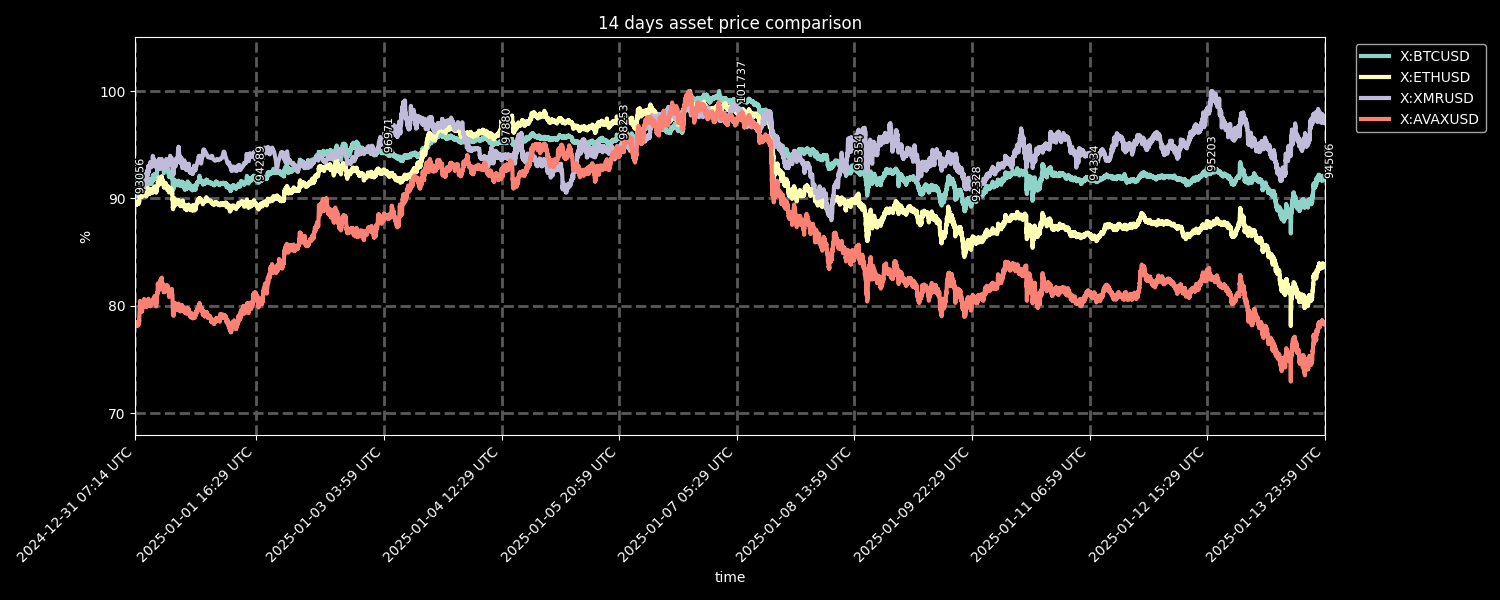 14 days asset price comparison
X:BTCUSD
X:ETHUSD
X:XMRUSD
X:AVAXUSD
%
100
90
80
70
93056
94289
96971
97880
98253
101737
95354
92328
94334
95203
94506
2024-12-31 07:14 UTC
2025-01-01 16:29 UTC
2025-01-03 03:59 UTC
2025-01-04 12:29 UTC
2025-01-05 20:59 UTC
2025-01-07 05:29 UTC
2025-01-08 13:59 UTC
2025-01-09 22:29 UTC
2025-01-11 06:59 UTC
2025-01-12 15:29 UTC
2025-01-13 23:59 UTC
time